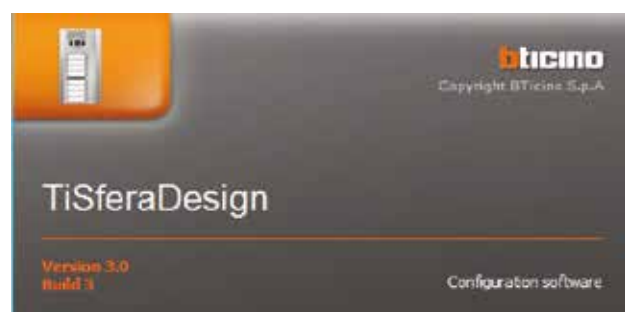 bticino
Copyright BTicino S.p.A
TiSferaDesign
Version 3.0
Build 3
Configuration software